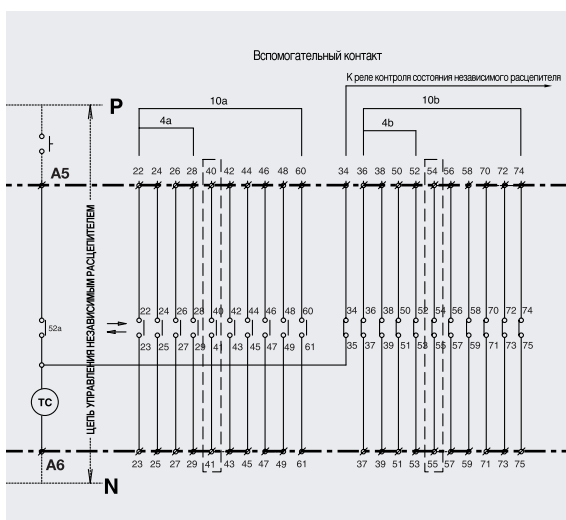 Вспомогательный контакт
К реле контроля состояния независимого расцепителя
P
10a
10b
4a
4b
22 24 26 28 40 42 44 46 48 60 34 36 38 50 52 54 56 58 70 72 74
A5
ЦЕПЬ УПРАВЛЕНИЯ НЕЗАВИСИМЫМ РАСЦЕПИТЕЛЕМ
22 24 26 28 40 42 44 46 48 60 34 36 38 50 52 54 56 58 70 72 74
52a
23 25 27 29 41 43 45 47 49 61 35 37 39 51 53 55 57 59 71 73 75
TC
A6
23 25 27 29 41 43 45 47 49 61 37 39 51 53 55 57 59 71 73 75
N